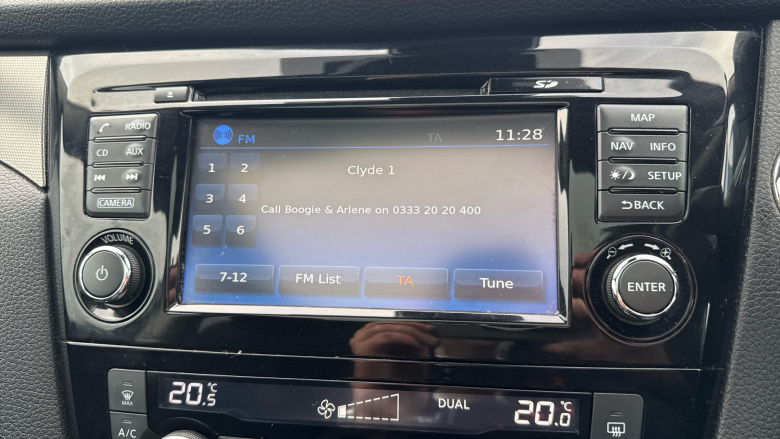 SD
RADIO
CD AUX
CAMERA
VOLUME
FM TA 11:28
1 2
Clyde 1
3 4
Call Boogie & Arlene on 0333 20 20 400
5 6
7-12 FM List TA Tune
MAP
NAV INFO
SETUP
BACK
ENTER
MAX
A/C
20.5°C
DUAL
20.0°C